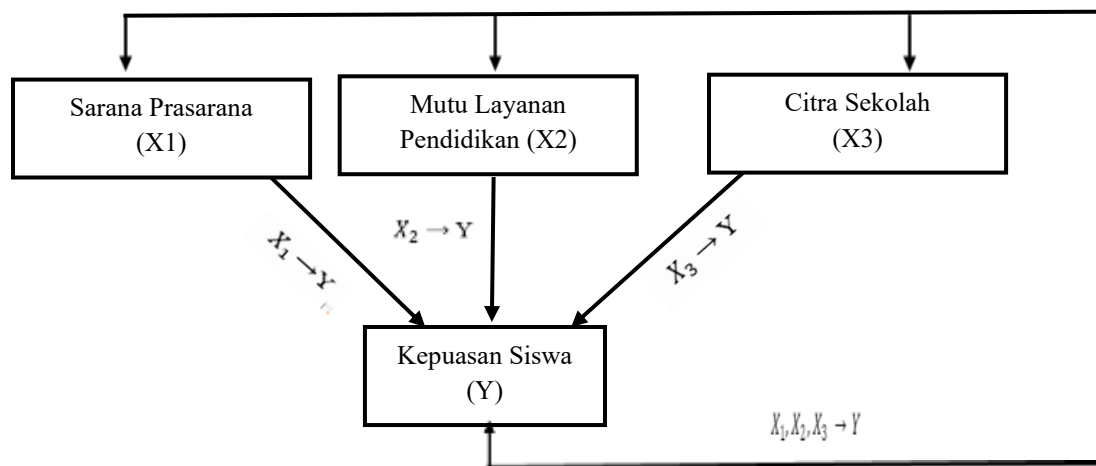 Sarana Prasarana
(X1)
Mutu Layanan
Pendidikan (X2)
Citra Sekolah
(X3)
X₁ → Y
X₂ → Y
X₃ → Y
Kepuasan Siswa
(Y)
X₁,X₂,X₃ → Y